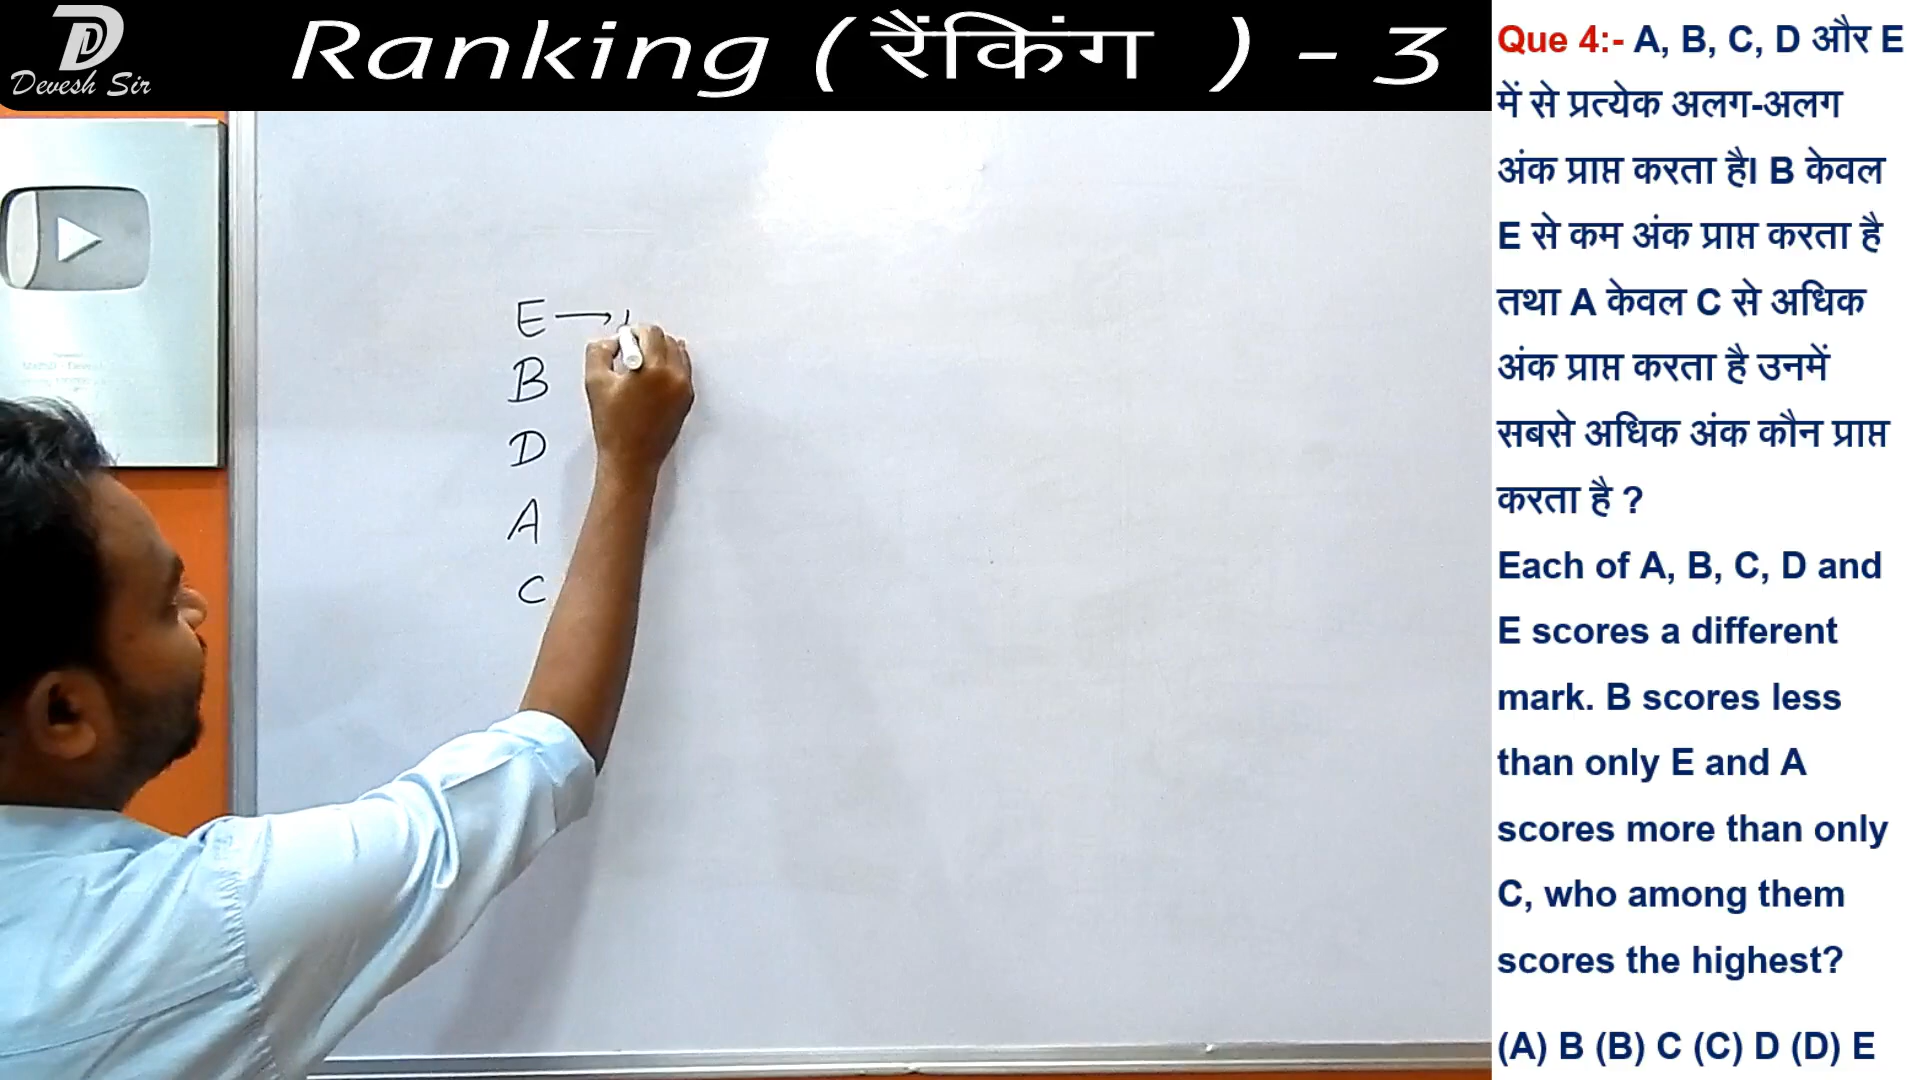 D
Devesh Sir
Ranking ( रैंकिंग ) - 3
E →
B
D
A
C
Que 4:- A, B, C, D और E
में से प्रत्येक अलग-अलग
अंक प्राप्त करता है। B केवल
E से कम अंक प्राप्त करता है
तथा A केवल C से अधिक
अंक प्राप्त करता है उनमें
सबसे अधिक अंक कौन प्राप्त
करता है ?
Each of A, B, C, D and
E scores a different
mark. B scores less
than only E and A
scores more than only
C, who among them
scores the highest?
(A) B (B) C (C) D (D) E